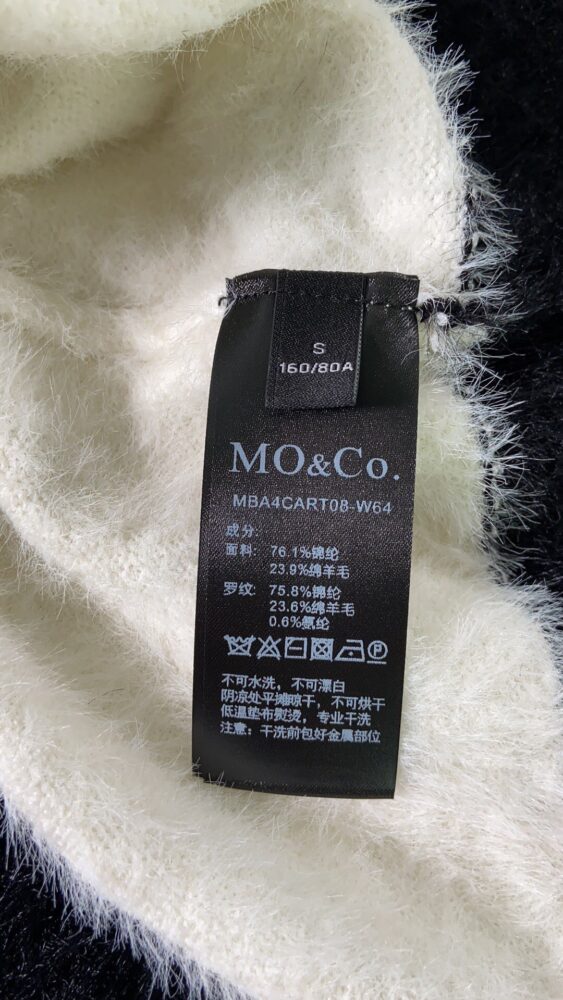 S
160/80A
MO&Co.
MBA4CART08-W64
成分:
面料: 76.1%锦纶
23.9%绵羊毛
罗纹: 75.8%锦纶
23.6%绵羊毛
0.6%氨纶
P
不可水洗，不可漂白
阴凉处平摊晾干，不可烘干
低温垫布熨烫，专业干洗
注意：干洗前包好金属部位